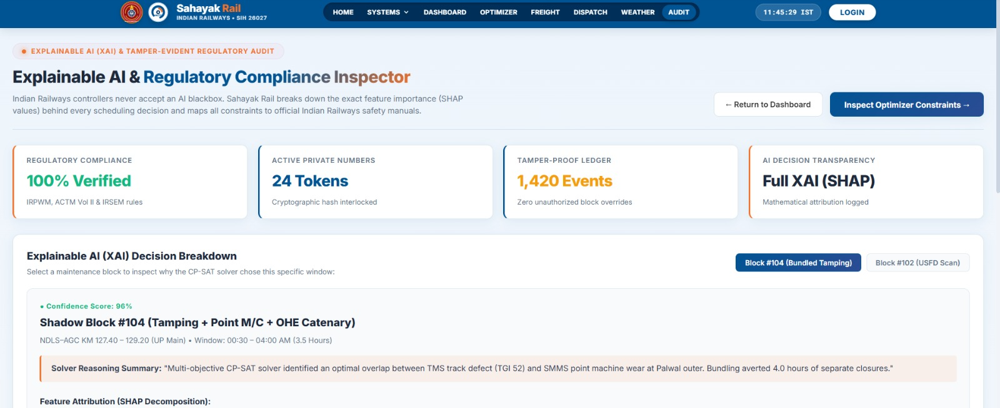 Sahayak Rail
INDIAN RAILWAYS • SIH 26027
HOME SYSTEMS DASHBOARD OPTIMIZER FREIGHT DISPATCH WEATHER AUDIT
11:45:29 IST
LOGIN
EXPLAINABLE AI (XAI) & TAMPER-EVIDENT REGULATORY AUDIT
Explainable AI & Regulatory Compliance Inspector
Indian Railways controllers never accept an AI blackbox. Sahayak Rail breaks down the exact feature importance (SHAP
values) behind every scheduling decision and maps all constraints to official Indian Railways safety manuals.
← Return to Dashboard
Inspect Optimizer Constraints →
REGULATORY COMPLIANCE
100% Verified
IRPWM, ACTM Vol II & IRSEM rules
ACTIVE PRIVATE NUMBERS
24 Tokens
Cryptographic hash interlocked
TAMPER-PROOF LEDGER
1,420 Events
Zero unauthorized block overrides
AI DECISION TRANSPARENCY
Full XAI (SHAP)
Mathematical attribution logged
Explainable AI (XAI) Decision Breakdown
Select a maintenance block to inspect why the CP-SAT solver chose this specific window:
Block #104 (Bundled Tamping)
Block #102 (USFD Scan)
● Confidence Score: 96%
Shadow Block #104 (Tamping + Point M/C + OHE Catenary)
NDLS–AGC KM 127.40 – 129.20 (UP Main) • Window: 00:30 – 04:00 AM (3.5 Hours)
Solver Reasoning Summary: "Multi-objective CP-SAT solver identified an optimal overlap between TMS track defect (TGI 52) and SMMS point machine wear at Palwal outer. Bundling averted 4.0 hours of separate closures."
Feature Attribution (SHAP Decomposition):